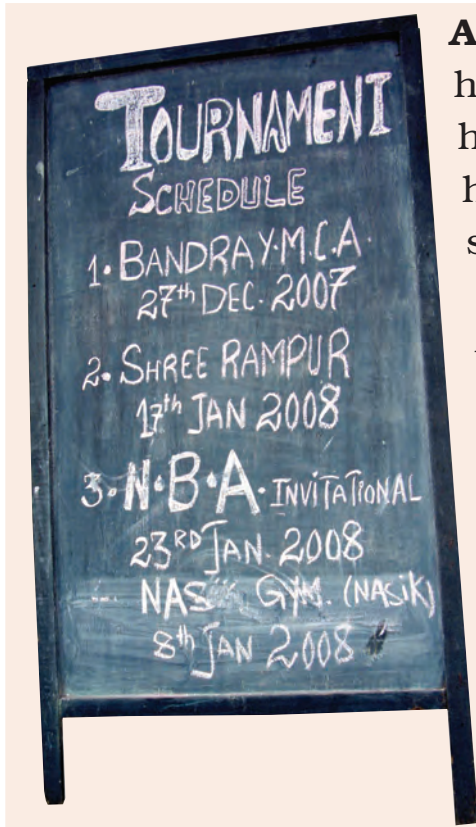 TOURNAMENT
SCHEDULE
1. BANDRA Y.M.C.A.
27th DEC. 2007
2. SHREE RAMPUR
17th JAN 2008
3. N.B.A. INVITATIONAL
23RD JAN. 2008
NASIK GYM. (NASIK)
8th JAN 2008
A
h
h
h
s